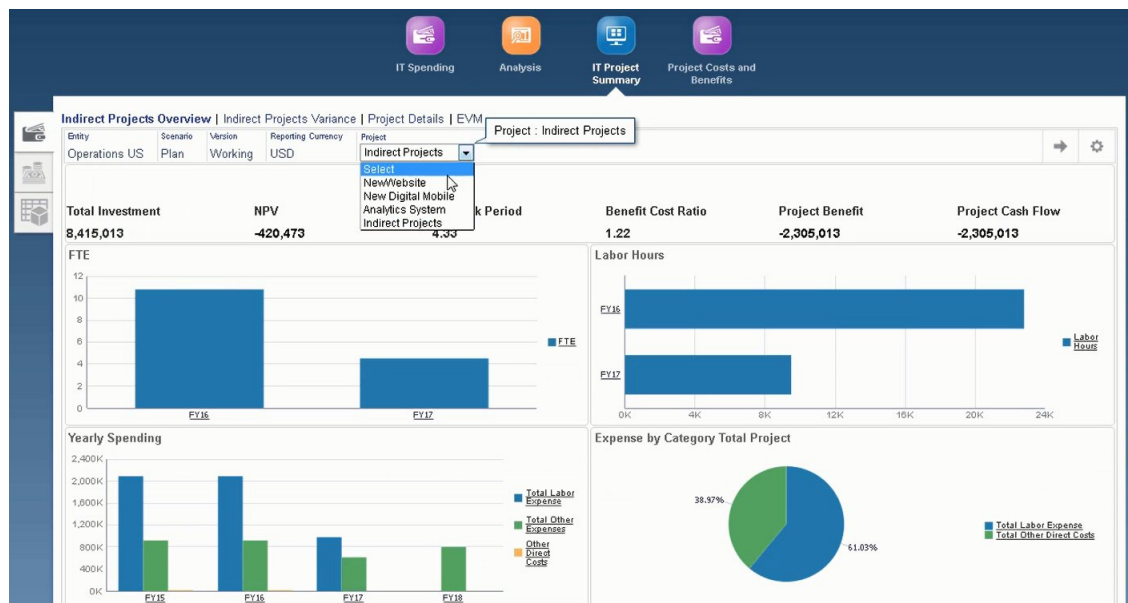 IT Spending
Analysis
IT Project
Summary
Project Costs and
Benefits
Indirect Projects Overview | Indirect Projects Variance | Project Details | EVM
Project : Indirect Projects
Entity Scenario Version Reporting Currency Project
Operations US Plan Working USD Indirect Projects
Select
NewWebsite
New Digital Mobile
Analytics System
Indirect Projects
Total Investment NPV Period Benefit Cost Ratio Project Benefit Project Cash Flow
8,415,013 -420,473 4.33 1.22 -2,305,013 -2,305,013
FTE
12
10
8
6
4
2
0
FY16 FY17
FTE
Labor Hours
FY16
FY17
0K 4K 8K 12K 16K 20K 24K
Labor
Hours
Yearly Spending
2,400K
2,000K
1,600K
1,200K
800K
400K
0K
FY15 FY16 FY17 FY18
Total Labor
Expense
Total Other
Expenses
Other
Direct
Costs
Expense by Category Total Project
38.97%
61.03%
Total Labor Expense
Total Other Direct Costs